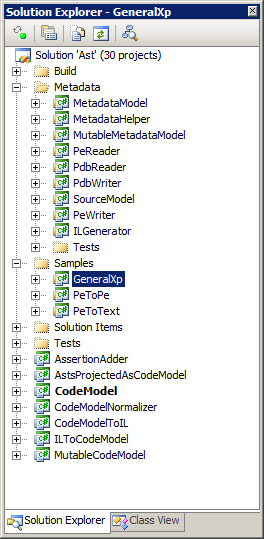 Solution Explorer - GeneralXp
Solution 'Ast' (30 projects)
Build
Metadata
MetadataModel
MetadataHelper
MutableMetadataModel
PeReader
PdbReader
PdbWriter
SourceModel
PeWriter
ILGenerator
Tests
Samples
GeneralXp
PeToPe
PeToText
Solution Items
Tests
AssertionAdder
AstsProjectedAsCodeModel
CodeModel
CodeModelNormalizer
CodeModelToIL
ILToCodeModel
MutableCodeModel
Solution Explorer Class View